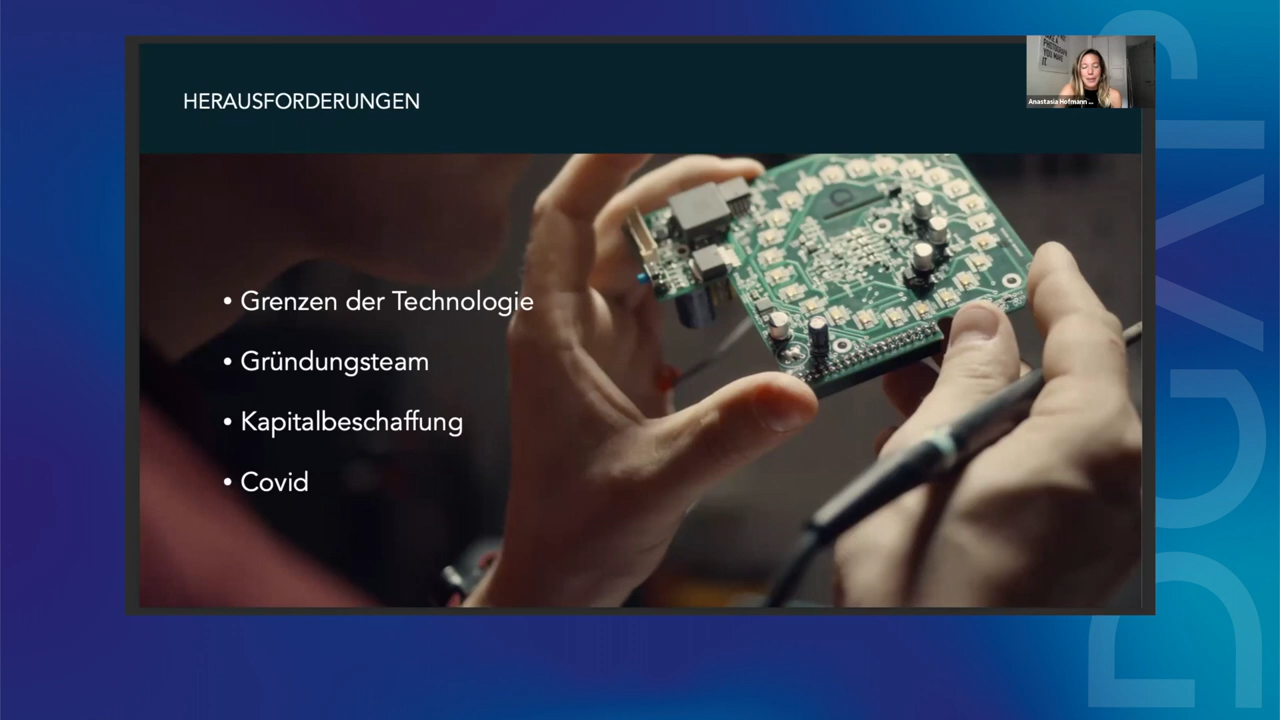 HERAUSFORDERUNGEN
Anastasia Hofmann ...
• Grenzen der Technologie
• Gründungsteam
• Kapitalbeschaffung
• Covid